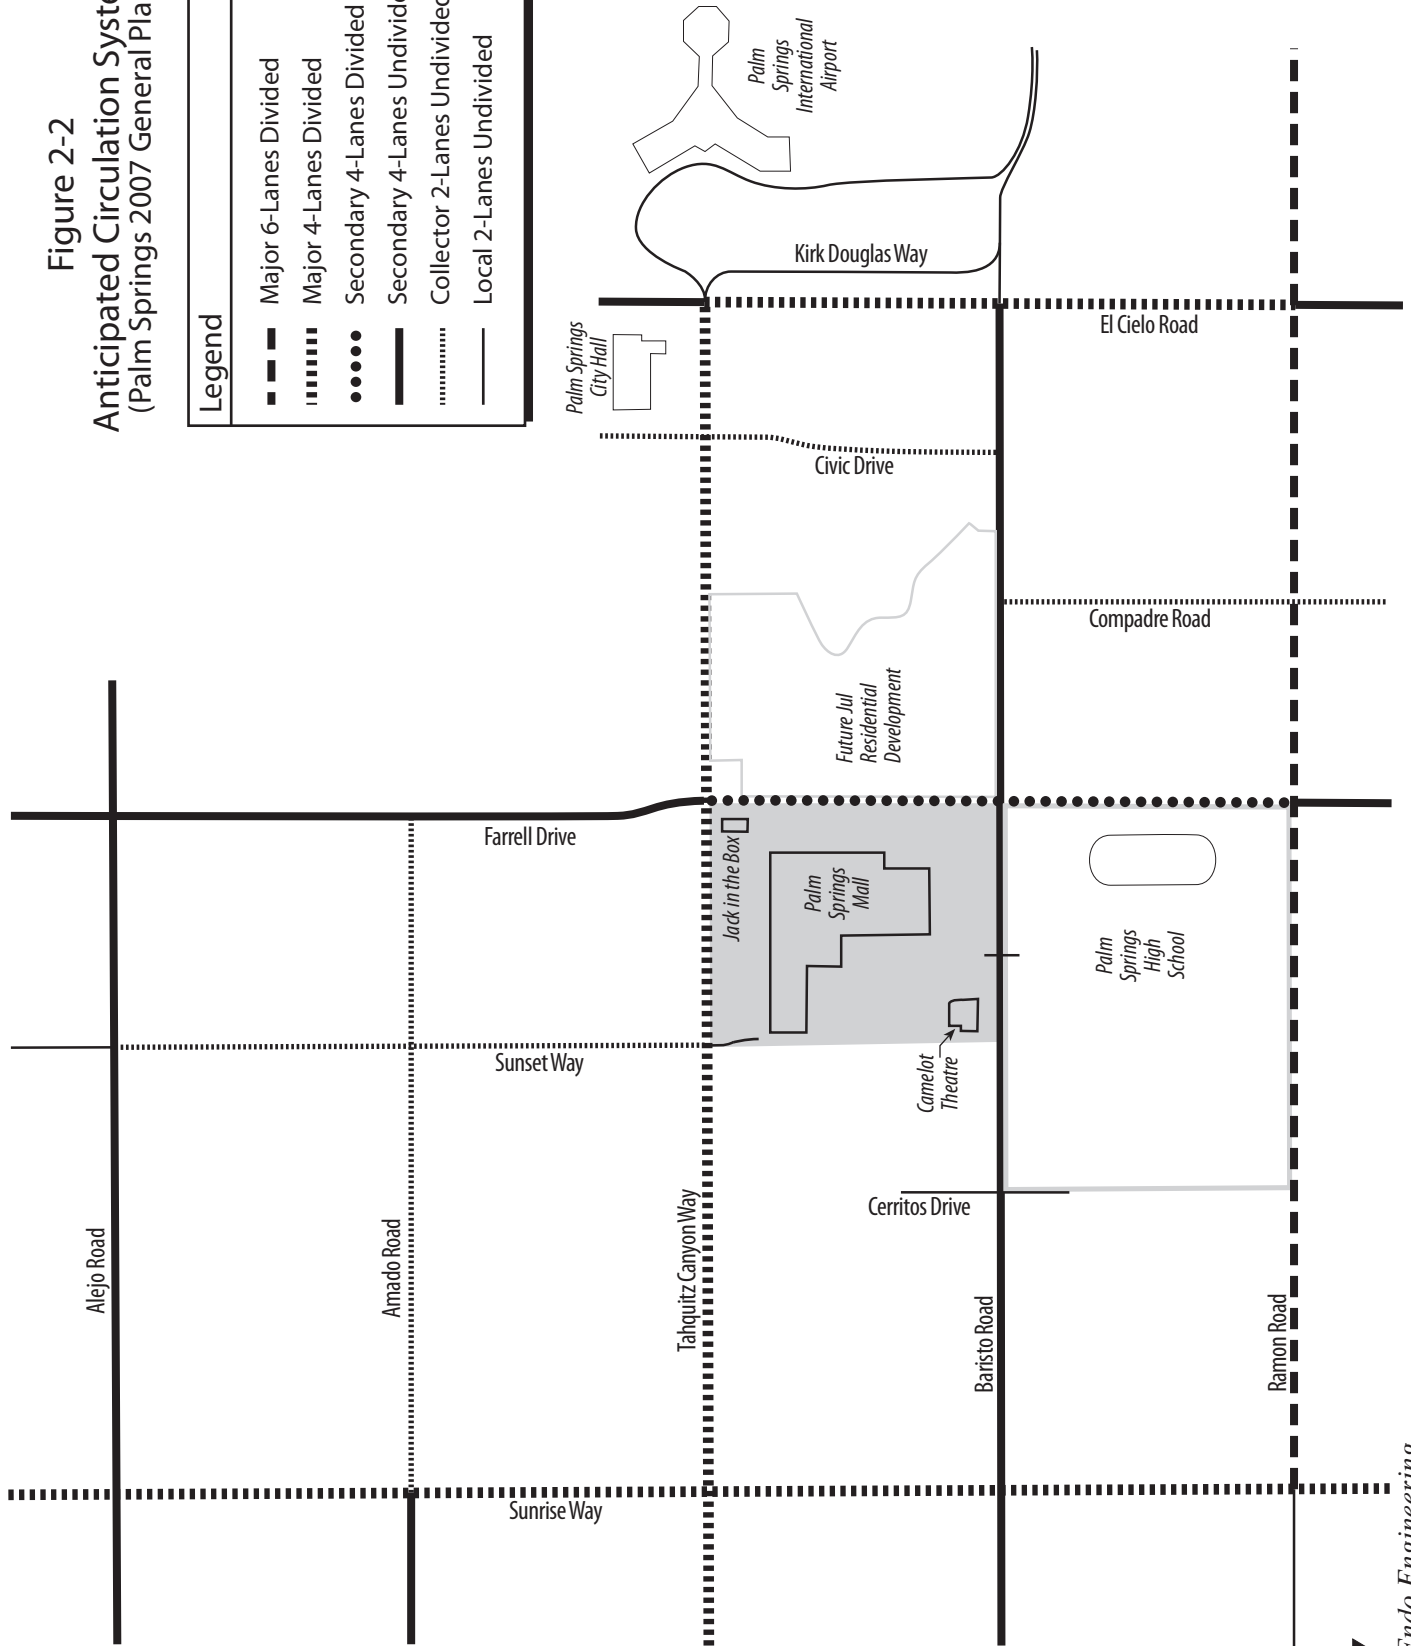 Figure 2-2
Anticipated Circulation Syste
(Palm Springs 2007 General Pla
Legend
Major 6-Lanes Divided
Major 4-Lanes Divided
Secondary 4-Lanes Divided
Secondary 4-Lanes Undivide
Collector 2-Lanes Undivided
Local 2-Lanes Undivided
Palm
Springs
International
Airport
Kirk Douglas Way
El Cielo Road
Palm Springs
City Hall
Civic Drive
Compadre Road
Future Jul
Residential
Development
Farrell Drive
Jack in the Box
Palm
Springs
Mall
Palm
Springs
High
School
Sunset Way
Camelot
Theatre
Cerritos Drive
Alejo Road
Amado Road
Tahquitz Canyon Way
Baristo Road
Ramon Road
Sunrise Way
Endo Engineering